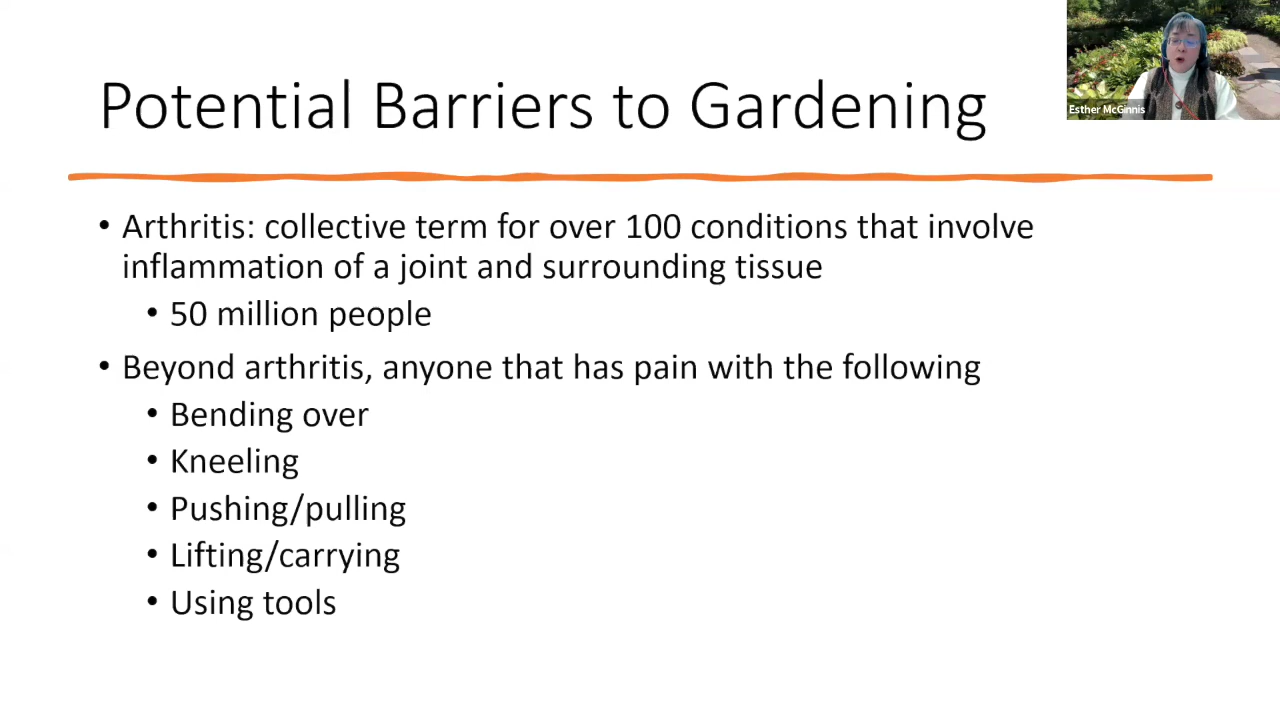 Potential Barriers to Gardening
Esther McGinnis
• Arthritis: collective term for over 100 conditions that involve
inflammation of a joint and surrounding tissue
• 50 million people
• Beyond arthritis, anyone that has pain with the following
• Bending over
• Kneeling
• Pushing/pulling
• Lifting/carrying
• Using tools